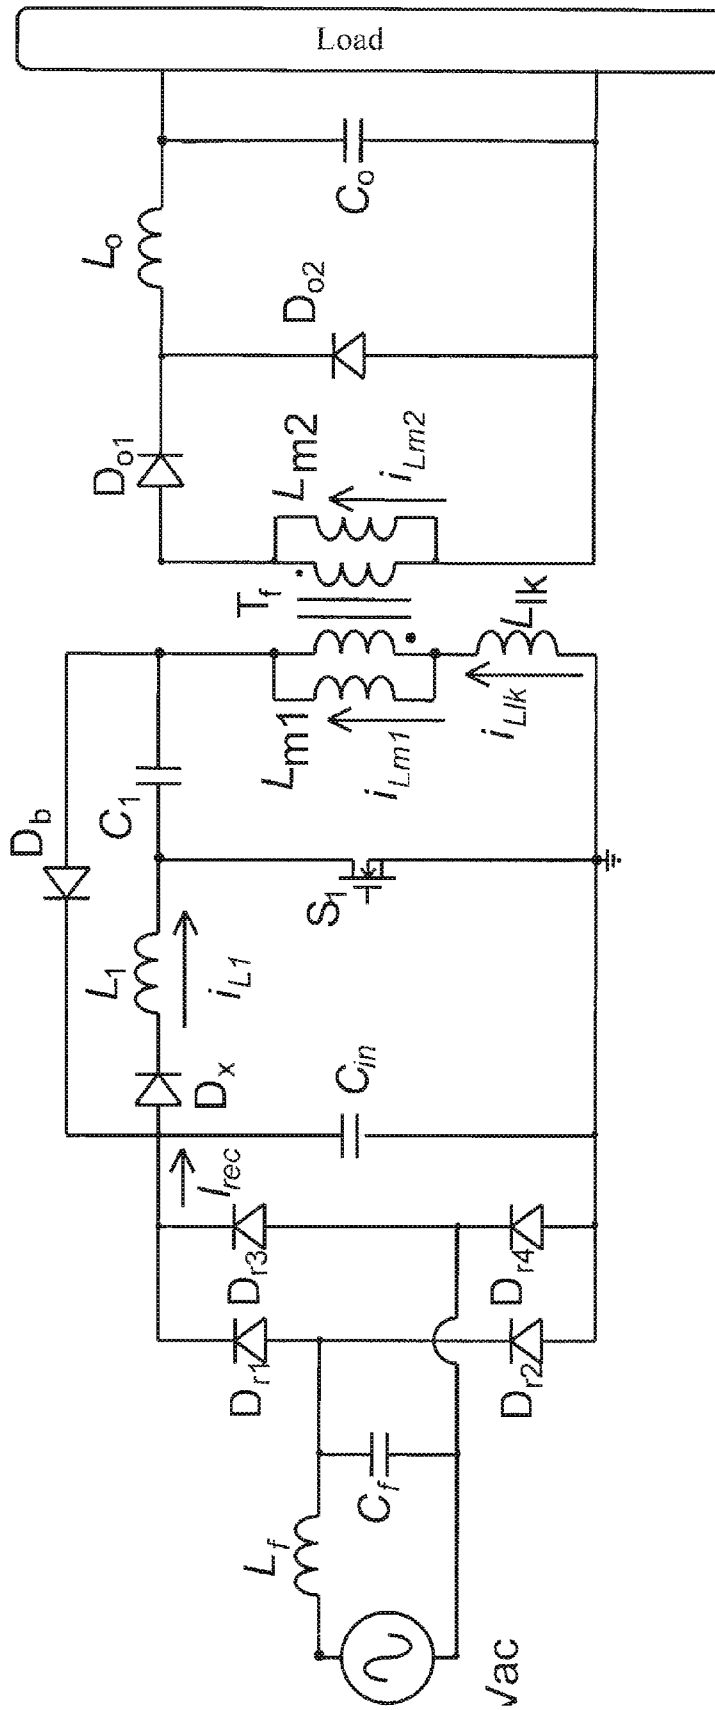 Load
Lo
Co
Do2
Do1
Lm2
iLm2
Tf
Llk
Lm1
iLm1
iLlk
Db
C1
S1
L1
iL1
Dx
Cin
Irec
Dr3
Dr4
Dr1
Dr2
Cf
Lf
Vac